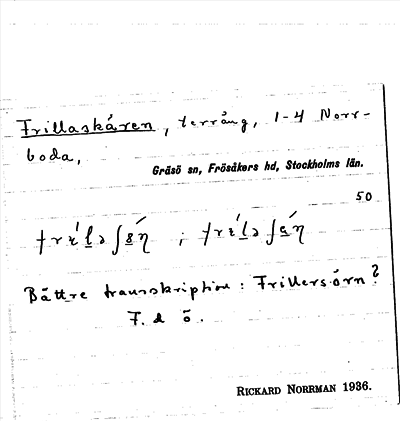 Frillaskären, terräng, 1-4 Norr-
boda,
Gräsö sn, Frösåkers hd, Stockholms län.
50
Bättre transkription: Frillersörn?
F. d ö.
RICKARD NORRMAN 1936.